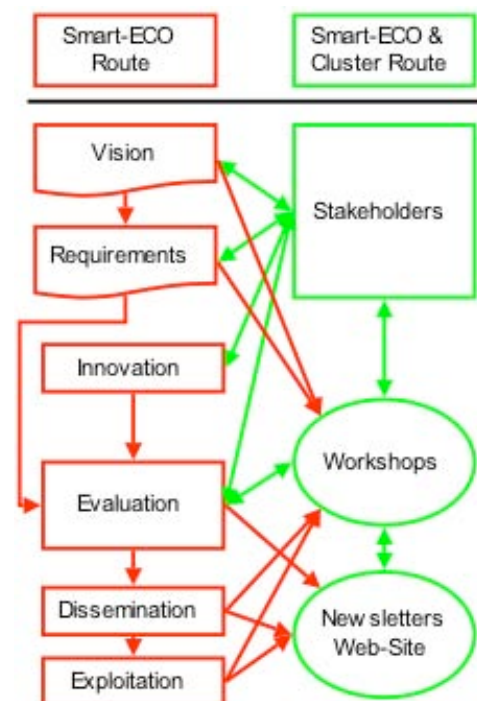 Smart-ECO
Route
Smart-ECO &
Cluster Route
Vision
Stakeholders
Requirements
Innovation
Workshops
Evaluation
Dissemination
New sletters
Web-Site
Exploitation